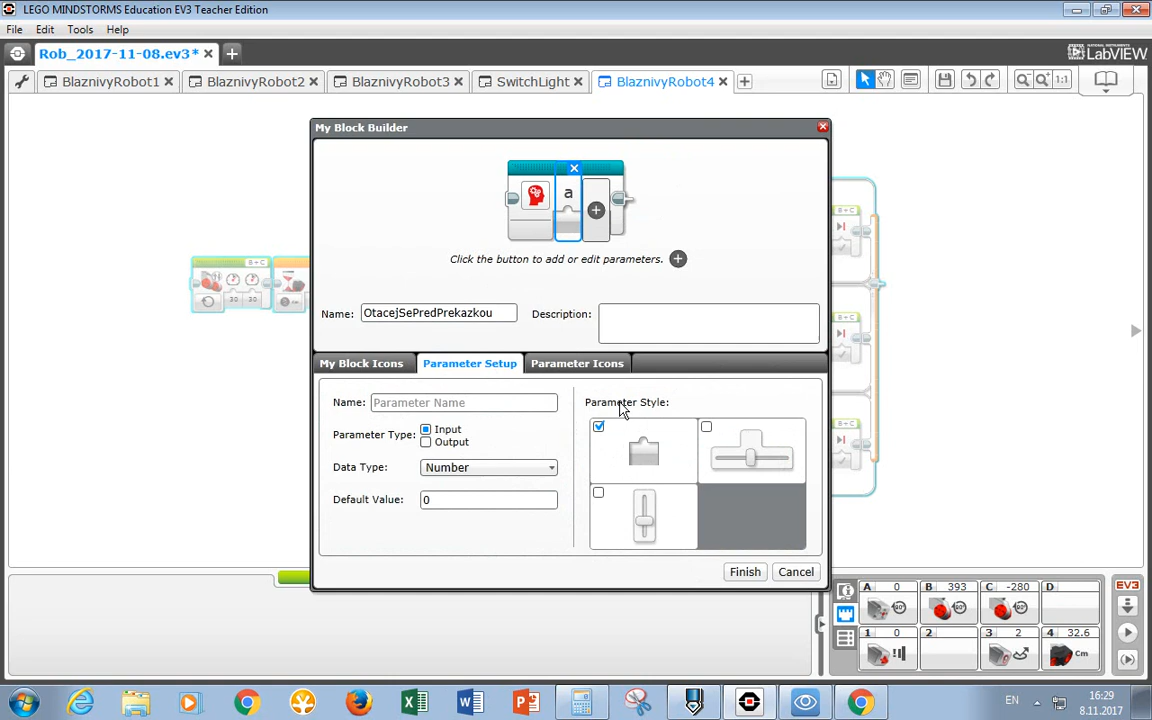 LEGO MINDSTORMS Education EV3 Teacher Edition
File Edit Tools Help
Rob_2017-11-08.ev3*
LabVIEW
BlaznivyRobot1 BlaznivyRobot2 BlaznivyRobot3 SwitchLight BlaznivyRobot4
1:1
My Block Builder
a
Click the button to add or edit parameters.
Name: OtacejSePredPrekazkou Description:
My Block Icons Parameter Setup Parameter Icons
Name: Parameter Name
Parameter Style:
Parameter Type: Input
Output
Data Type: Number
Default Value: 0
Finish Cancel
B + C
30 30
B + C
B + C
B + C
A 0 B 393 C -280 D
EV3
1 0 2 3 2 4 32.6
Cm
EN
16:29
8.11.2017